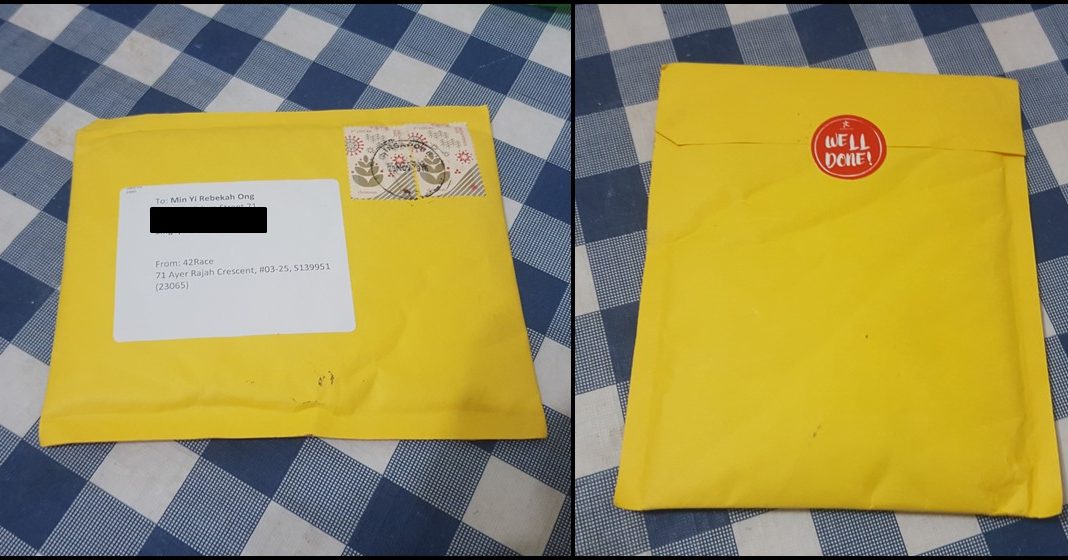 To: Min Yi Rebekah Ong
From: 42Race
71 Ayer Rajah Crescent, #03-25, S139951
(23065)
SINGAPORE
WELL
DONE!